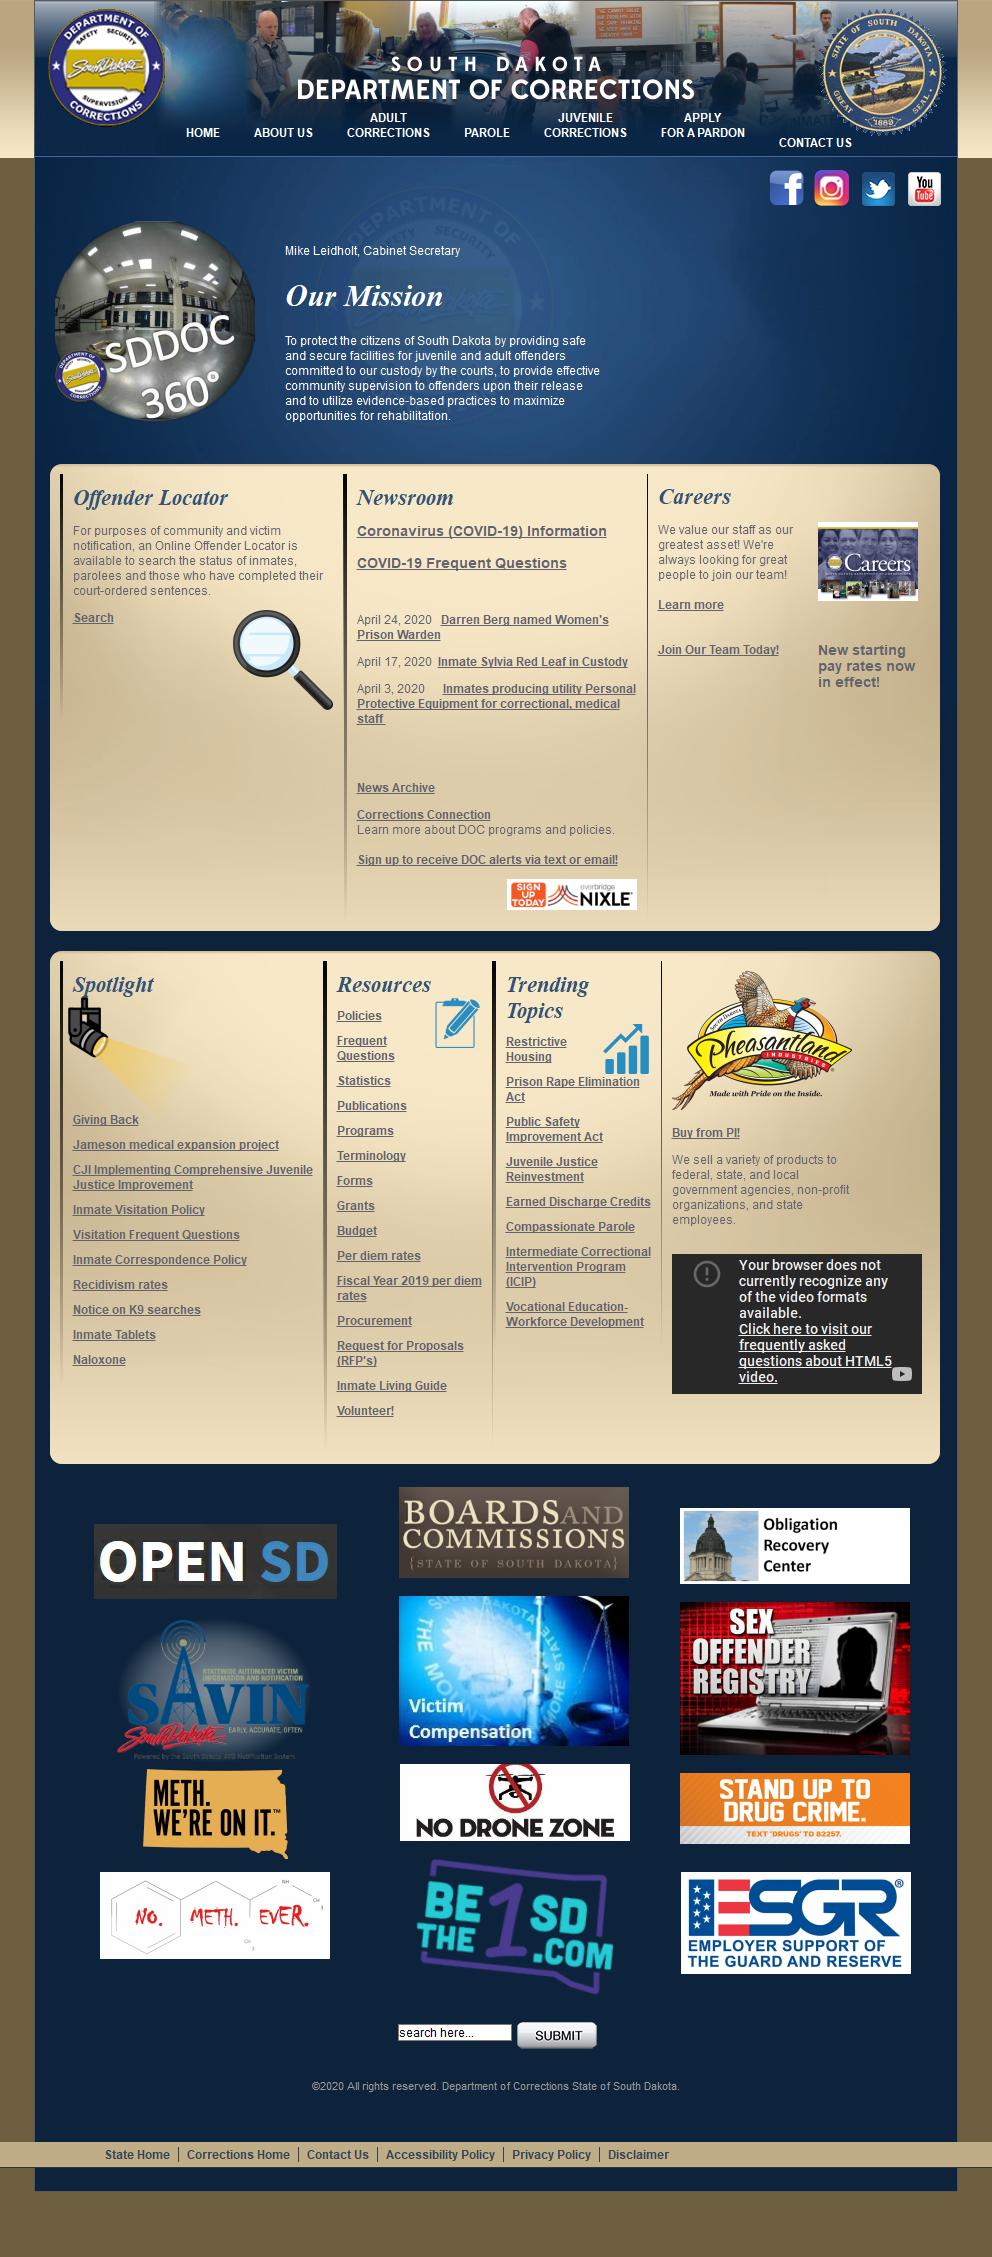 DEPARTMENT OF
SAFETY SECURITY
South Dakota
SUPERVISION
CORRECTIONS
SOUTH DAKOTA
DEPARTMENT OF CORRECTIONS
STATE OF SOUTH DAKOTA
GREAT SEAL
1889
HOME
ABOUT US
ADULT
CORRECTIONS
PAROLE
JUVENILE
CORRECTIONS
APPLY
FOR A PARDON
CONTACT US
You
Tube
SDDOC
360°
Mike Leidholt, Cabinet Secretary
Our Mission
To protect the citizens of South Dakota by providing safe
and secure facilities for juvenile and adult offenders
committed to our custody by the courts, to provide effective
community supervision to offenders upon their release
and to utilize evidence-based practices to maximize
opportunities for rehabilitation.
Offender Locator
For purposes of community and victim
notification, an Online Offender Locator is
available to search the status of inmates,
parolees and those who have completed their
court-ordered sentences.
Search
Newsroom
Coronavirus (COVID-19) Information
COVID-19 Frequent Questions
April 24, 2020 Darren Berg named Women's
Prison Warden
April 17, 2020 Inmate Sylvia Red Leaf in Custody
April 3, 2020 Inmates producing utility Personal
Protective Equipment for correctional, medical
staff
News Archive
Corrections Connection
Learn more about DOC programs and policies.
Sign up to receive DOC alerts via text or email!
SIGN
UP
TODAY
everbridge
NIXLE
Careers
We value our staff as our
greatest asset! We're
always looking for great
people to join our team!
Learn more
Join Our Team Today!
Careers
New starting
pay rates now
in effect!
Spotlight
Giving Back
Jameson medical expansion project
CJI Implementing Comprehensive Juvenile
Justice Improvement
Inmate Visitation Policy
Visitation Frequent Questions
Inmate Correspondence Policy
Recidivism rates
Notice on K9 searches
Inmate Tablets
Naloxone
Resources
Policies
Frequent
Questions
Statistics
Publications
Programs
Terminology
Forms
Grants
Budget
Per diem rates
Fiscal Year 2019 per diem
rates
Procurement
Request for Proposals
(RFP's)
Inmate Living Guide
Volunteer!
Trending
Topics
Restrictive
Housing
Prison Rape Elimination
Act
Public Safety
Improvement Act
Juvenile Justice
Reinvestment
Earned Discharge Credits
Compassionate Parole
Intermediate Correctional
Intervention Program
(ICIP)
Vocational Education-
Workforce Development
SOUTH DAKOTA
Pheasantland
INDUSTRIES
Made with Pride on the Inside.
Buy from PI!
We sell a variety of products to
federal, state, and local
government agencies, non-profit
organizations, and state
employees.
Your browser does not
currently recognize any
of the video formats
available.
Click here to visit our
frequently asked
questions about HTML5
video.
OPEN SD
BOARDS AND
COMMISSIONS
{STATE OF SOUTH DAKOTA}
Obligation
Recovery
Center
STATEWIDE AUTOMATED VICTIM
INFORMATION AND NOTIFICATION
SAVIN
South Dakota
EARLY, ACCURATE, OFTEN
Powered by the South Dakota AVIS Notification System
Victim
Compensation
SEX
OFFENDER
REGISTRY
METH.
WE'RE ON IT.™
NO DRONE ZONE
STAND UP TO
DRUG CRIME.
TEXT 'DRUGS' TO 82257.
NO. METH. EVER.
BE 1 SD
THE .COM
ESGR®
EMPLOYER SUPPORT OF
THE GUARD AND RESERVE
search here...
SUBMIT
©2020 All rights reserved. Department of Corrections State of South Dakota.
State Home
Corrections Home
Contact Us
Accessibility Policy
Privacy Policy
Disclaimer